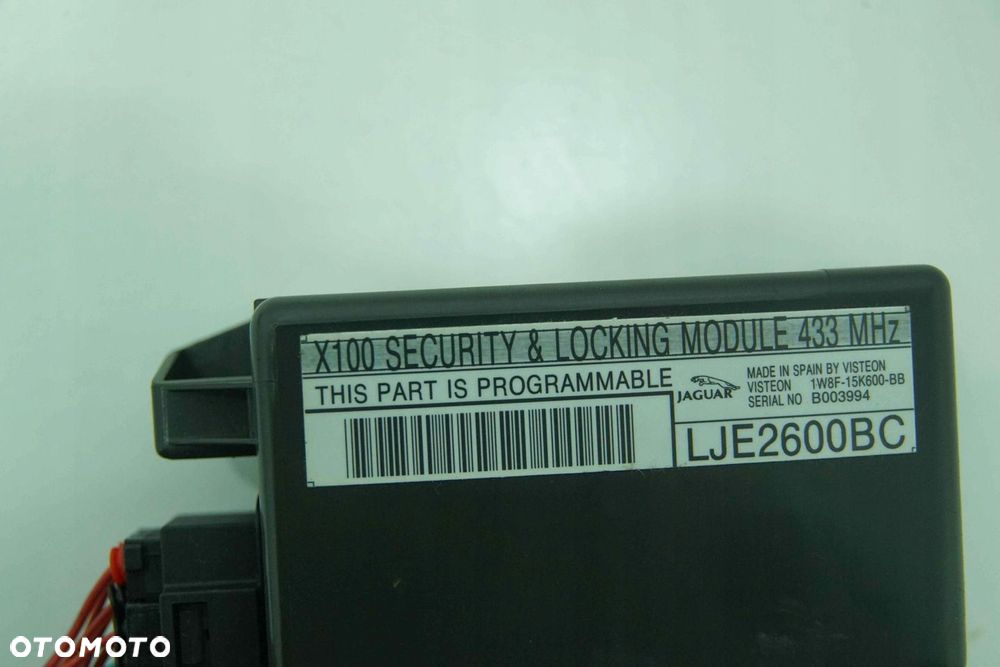 X100 SECURITY & LOCKING MODULE 433 MHz
THIS PART IS PROGRAMMABLE
JAGUAR
MADE IN SPAIN BY VISTEON
VISTEON 1W8F-15K600-BB
SERIAL NO B003994
LJE2600BC
OTOMOTO